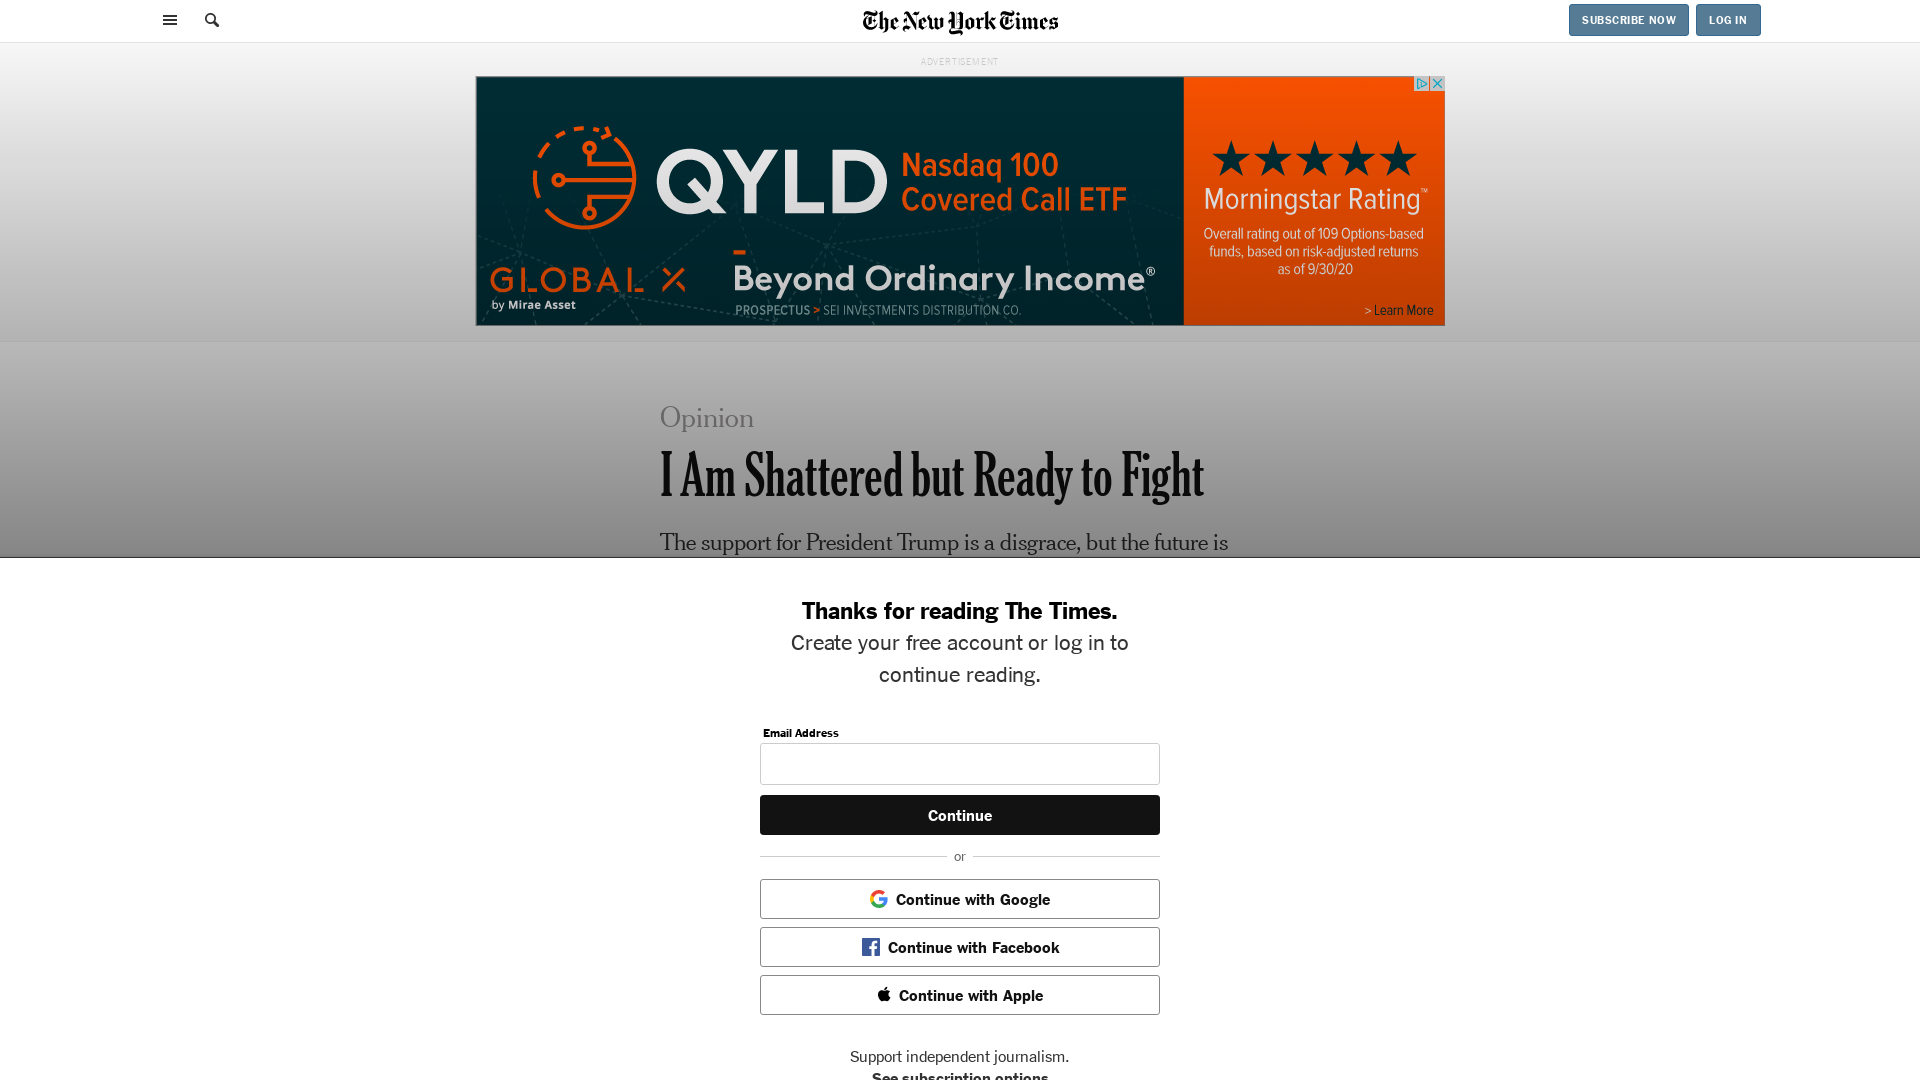 The New York Times
SUBSCRIBE NOW
LOG IN
ADVERTISEMENT
QYLD
Nasdaq 100
Covered Call ETF
GLOBAL X
by Mirae Asset
Beyond Ordinary Income®
PROSPECTUS > SEI INVESTMENTS DISTRIBUTION CO.
Morningstar Rating™
Overall rating out of 109 Options-based
funds, based on risk-adjusted returns
as of 9/30/20
> Learn More
Opinion
I Am Shattered but Ready to Fight
The support for President Trump is a disgrace, but the future is
Thanks for reading The Times.
Create your free account or log in to
continue reading.
Email Address
Continue
or
Continue with Google
Continue with Facebook
Continue with Apple
Support independent journalism.
See subscription options